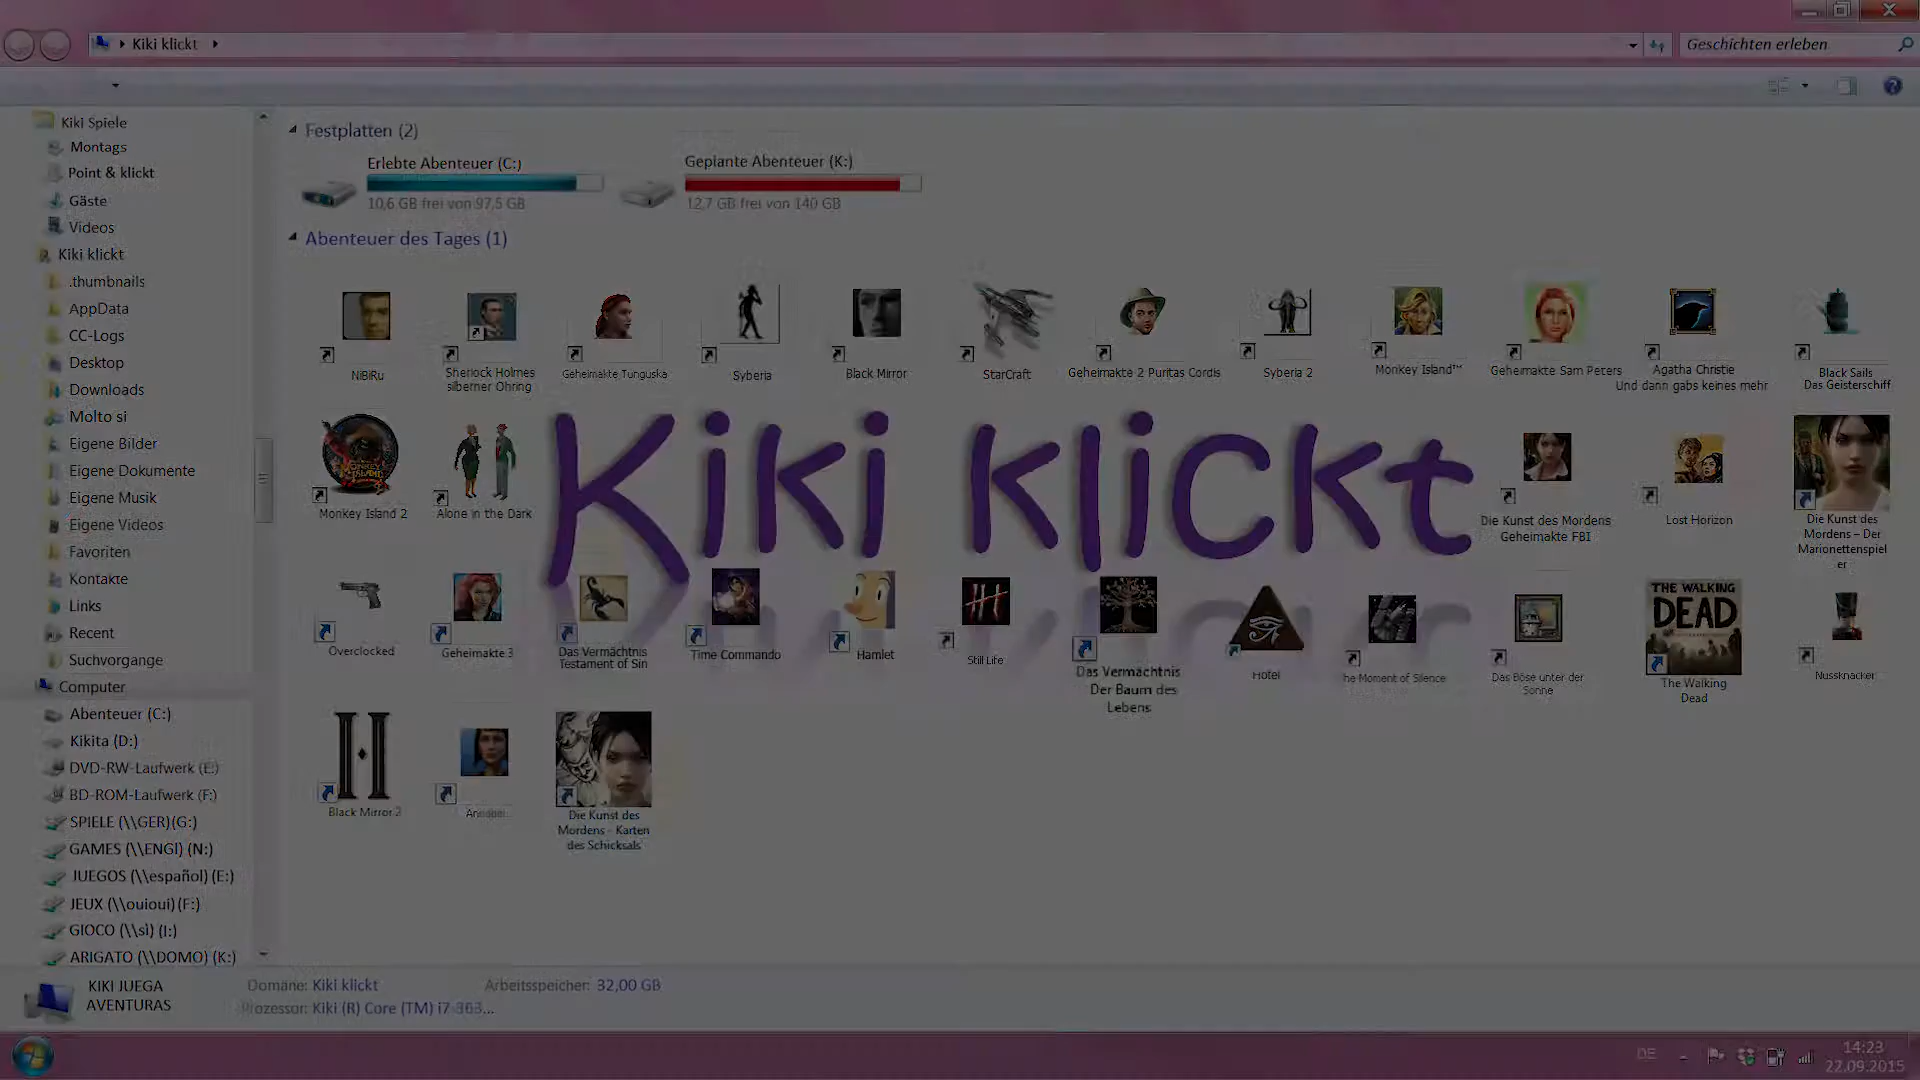 Kiki klickt
Geschichten erleben
Kiki Spiele
Montags
Point & klickt
Gäste
Videos
Kiki klickt
.thumbnails
AppData
CC-Logs
Desktop
Downloads
Molto si
Eigene Bilder
Eigene Dokumente
Eigene Musik
Eigene Videos
Favoriten
Kontakte
Links
Recent
Suchvorgange
Computer
Abenteuer (C:)
Kikita (D:)
DVD-RW-Laufwerk (E:)
BD-ROM-Laufwerk (F:)
SPIELE (\\GER)(G:)
GAMES (\\ENGl) (N:)
JUEGOS (\\español) (E:)
JEUX (\\ouioui)(F:)
GIOCO (\\sì) (I:)
ARIGATO (\\DOMO) (K:)
Festplatten (2)
Erlebte Abenteuer (C:)
10,6 GB frei von 97,5 GB
Geplante Abenteuer (K:)
12,7 GB frei von 140 GB
Abenteuer des Tages (1)
NiBiRu
Sherlock Holmes
silberner Ohring
Geheimakte Tunguska
Syberia
Black Mirror
StarCraft
Geheimakte 2 Puritas Cordis
Syberia 2
Monkey Island™
Geheimakte Sam Peters
Agatha Christie
Und dann gabs keines mehr
Black Sails
Das Geisterschiff
Monkey Island 2
Alone in the Dark
Kiki klickt
Die Kunst des Mordens
Geheimakte FBI
Lost Horizon
Die Kunst des
Mordens – Der
Marionettenspiel
er
Overclocked
Geheimakte 3
Das Vermächtnis
Testament of Sin
Time Commando
Hamlet
Still Life
Das Vermächtnis
Der Baum des
Lebens
Hotel
he Moment of Silence
Das Böse unter der
Sonne
THE WALKING
DEAD
The Walking
Dead
Nussknacker
Black Mirror 2
Die Kunst des
Mordens - Karten
des Schicksals
KIKI JUEGA
AVENTURAS
Domäne: Kiki klickt
Arbeitsspeicher: 32,00 GB
Prozessor: Kiki (R) Core (TM) i7-363...
DE
14:23
22.09.2015